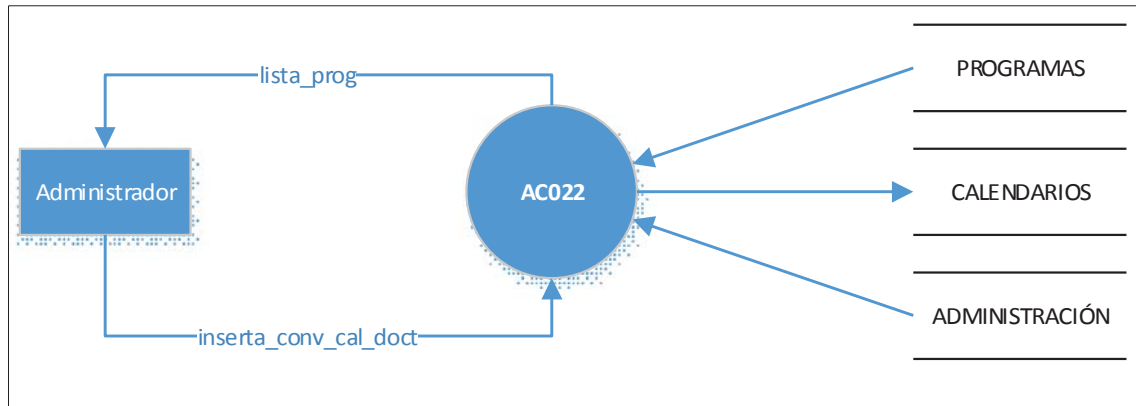 lista_prog
PROGRAMAS
Administrador
AC022
CALENDARIOS
inserta_conv_cal_doct
ADMINISTRACIÓN